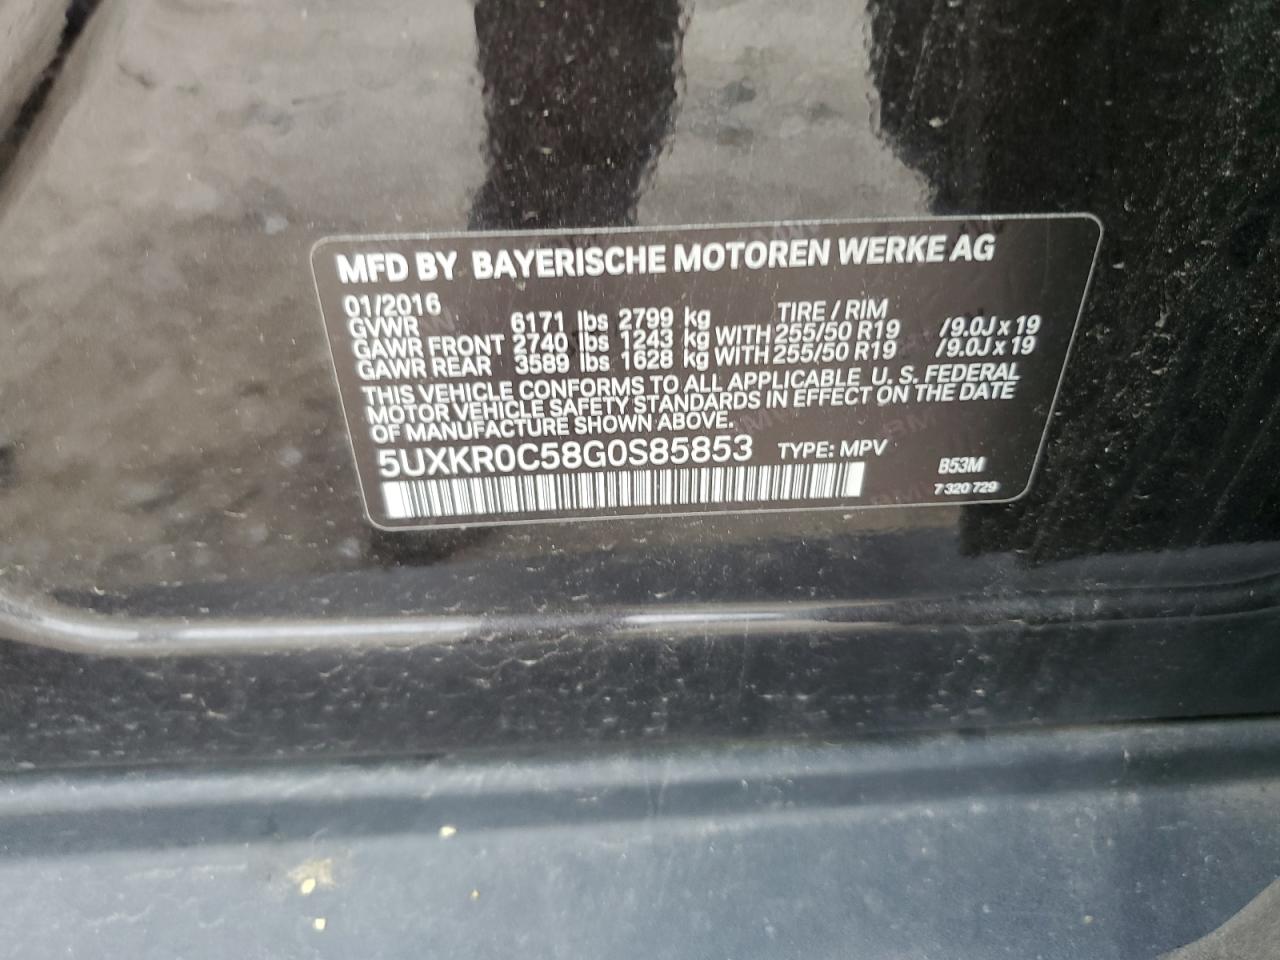 MFD BY BAYERISCHE MOTOREN WERKE AG
01/2016 TIRE / RIM
GVWR 6171 lbs 2799 kg
GAWR FRONT 2740 lbs 1243 kg WITH 255/50 R19 /9.0J x 19
GAWR REAR 3589 lbs 1628 kg WITH 255/50 R19 /9.0J x 19
THIS VEHICLE CONFORMS TO ALL APPLICABLE U. S. FEDERAL
MOTOR VEHICLE SAFETY STANDARDS IN EFFECT ON THE DATE
OF MANUFACTURE SHOWN ABOVE.
5UXKR0C58G0S85853 TYPE: MPV
B53M
7 320 729